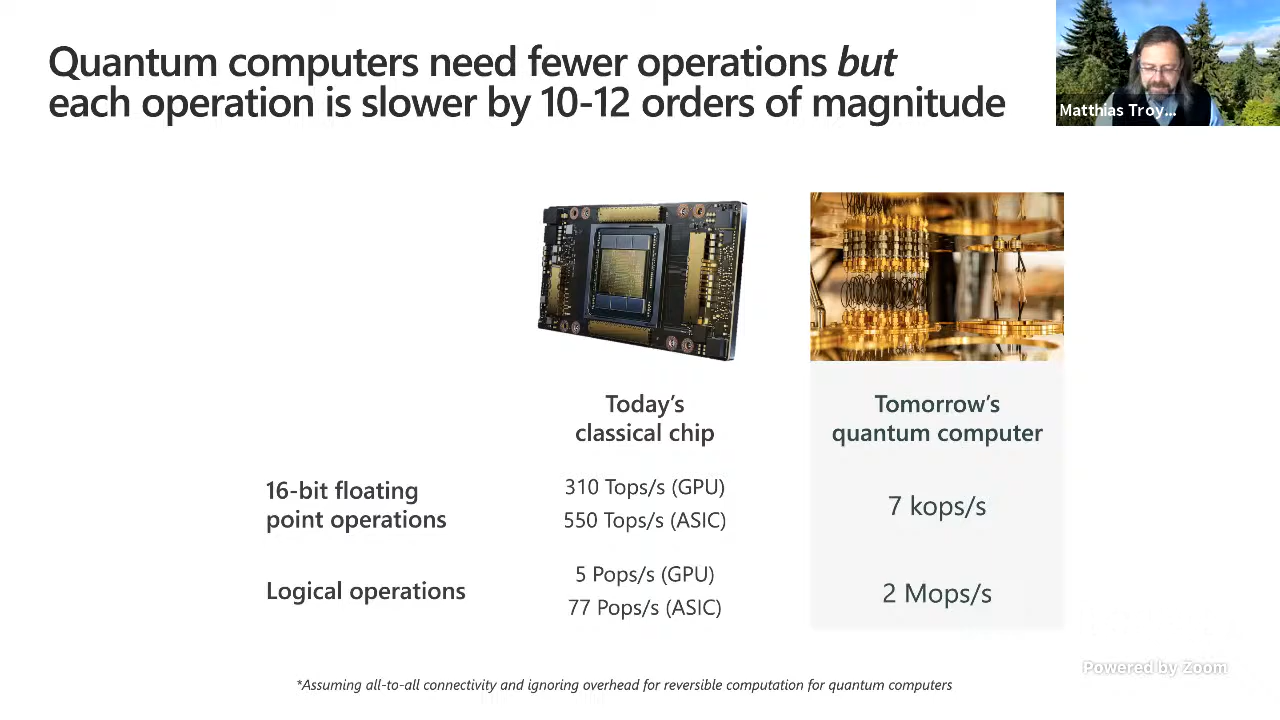 Quantum computers need fewer operations but
each operation is slower by 10-12 orders of magnitude
Matthias Troy...
Today's
classical chip
Tomorrow's
quantum computer
16-bit floating
point operations
310 Tops/s (GPU)
550 Tops/s (ASIC)
7 kops/s
Logical operations
5 Pops/s (GPU)
77 Pops/s (ASIC)
2 Mops/s
Powered by Zoom
*Assuming all-to-all connectivity and ignoring overhead for reversible computation for quantum computers